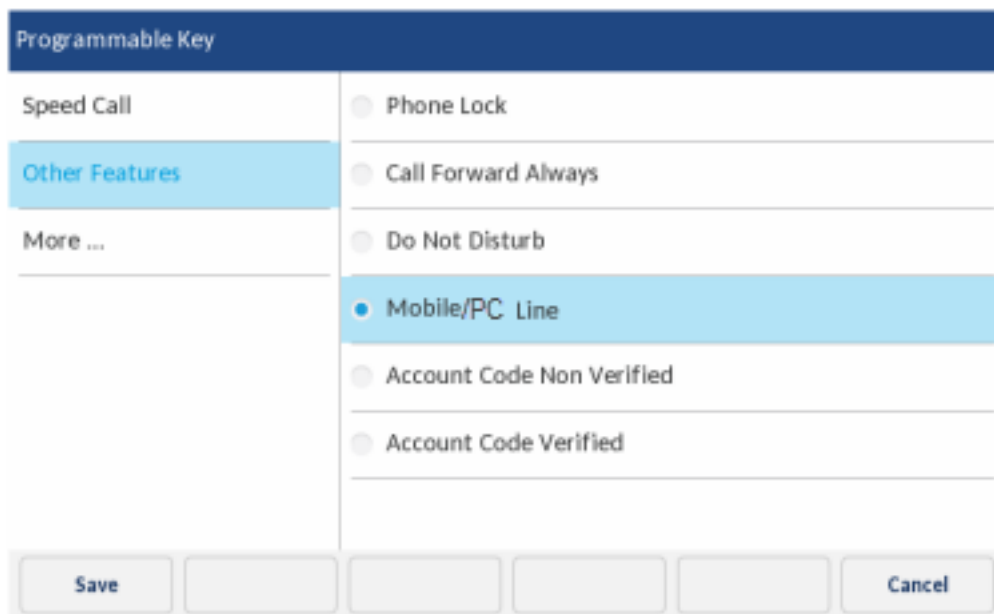 Programmable Key
Speed Call
Other Features
More ...
Phone Lock
Call Forward Always
Do Not Disturb
Mobile/PC Line
Account Code Non Verified
Account Code Verified
Save
Cancel